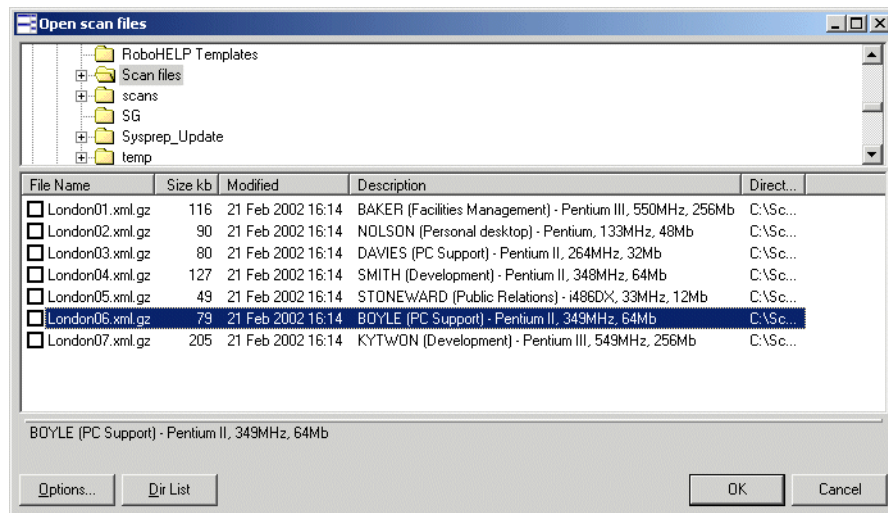 Open scan files
RoboHELP Templates
Scan files
scans
SG
Sysprep_Update
temp
File Name Size kb Modified Description Direct...
London01.xml.gz 116 21 Feb 2002 16:14 BAKER (Facilities Management) - Pentium III, 550MHz, 256Mb C:\Sc...
London02.xml.gz 90 21 Feb 2002 16:14 NOLSON (Personal desktop) - Pentium, 133MHz, 48Mb C:\Sc...
London03.xml.gz 80 21 Feb 2002 16:14 DAVIES (PC Support) - Pentium II, 264MHz, 32Mb C:\Sc...
London04.xml.gz 127 21 Feb 2002 16:14 SMITH (Development) - Pentium II, 348MHz, 64Mb C:\Sc...
London05.xml.gz 49 21 Feb 2002 16:14 STONEWARD (Public Relations) - i486DX, 33MHz, 12Mb C:\Sc...
London06.xml.gz 79 21 Feb 2002 16:14 BOYLE (PC Support) - Pentium II, 349MHz, 64Mb C:\Sc...
London07.xml.gz 205 21 Feb 2002 16:14 KYTWON (Development) - Pentium III, 549MHz, 256Mb C:\Sc...
BOYLE (PC Support) - Pentium II, 349MHz, 64Mb
Options... Dir List OK Cancel